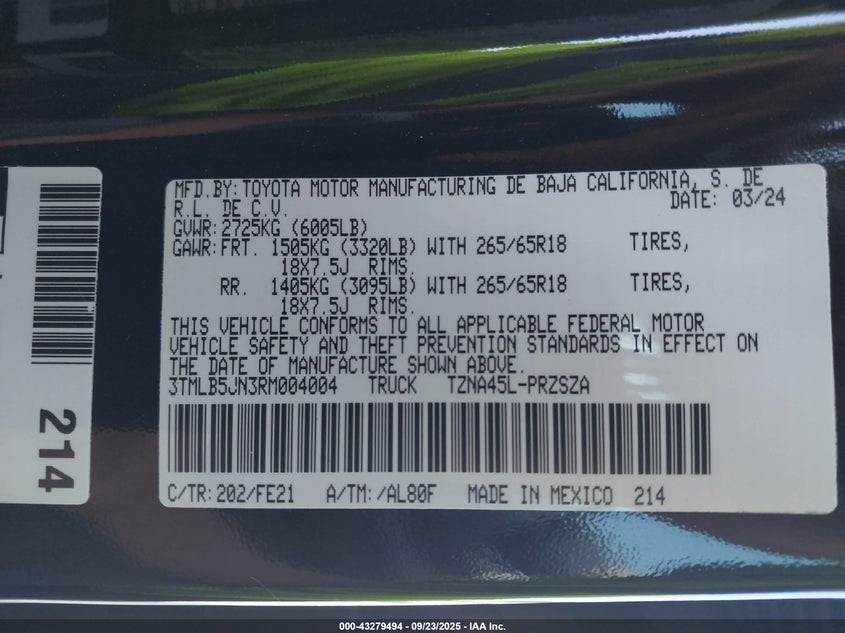 MFD.BY:TOYOTA MOTOR MANUFACTURING DE BAJA CALIFORNIA, S. DE
R.L. DE C.V. DATE: 03/24
GVWR:2725KG (6005LB)
GAWR:FRT. 1505KG (3320LB) WITH 265/65R18 TIRES,
18X7.5J RIMS.
RR. 1405KG (3095LB) WITH 265/65R18 TIRES,
18X7.5J RIMS.
THIS VEHICLE CONFORMS TO ALL APPLICABLE FEDERAL MOTOR
VEHICLE SAFETY AND THEFT PREVENTION STANDARDS IN EFFECT ON
THE DATE OF MANUFACTURE SHOWN ABOVE.
3TMLB5JN3RM004004 TRUCK TZNA45L-PRZSZA
C/TR:202/FE21 A/TM:/AL80F MADE IN MEXICO 214
214
000-43279494 - 09/23/2025 - IAA Inc.